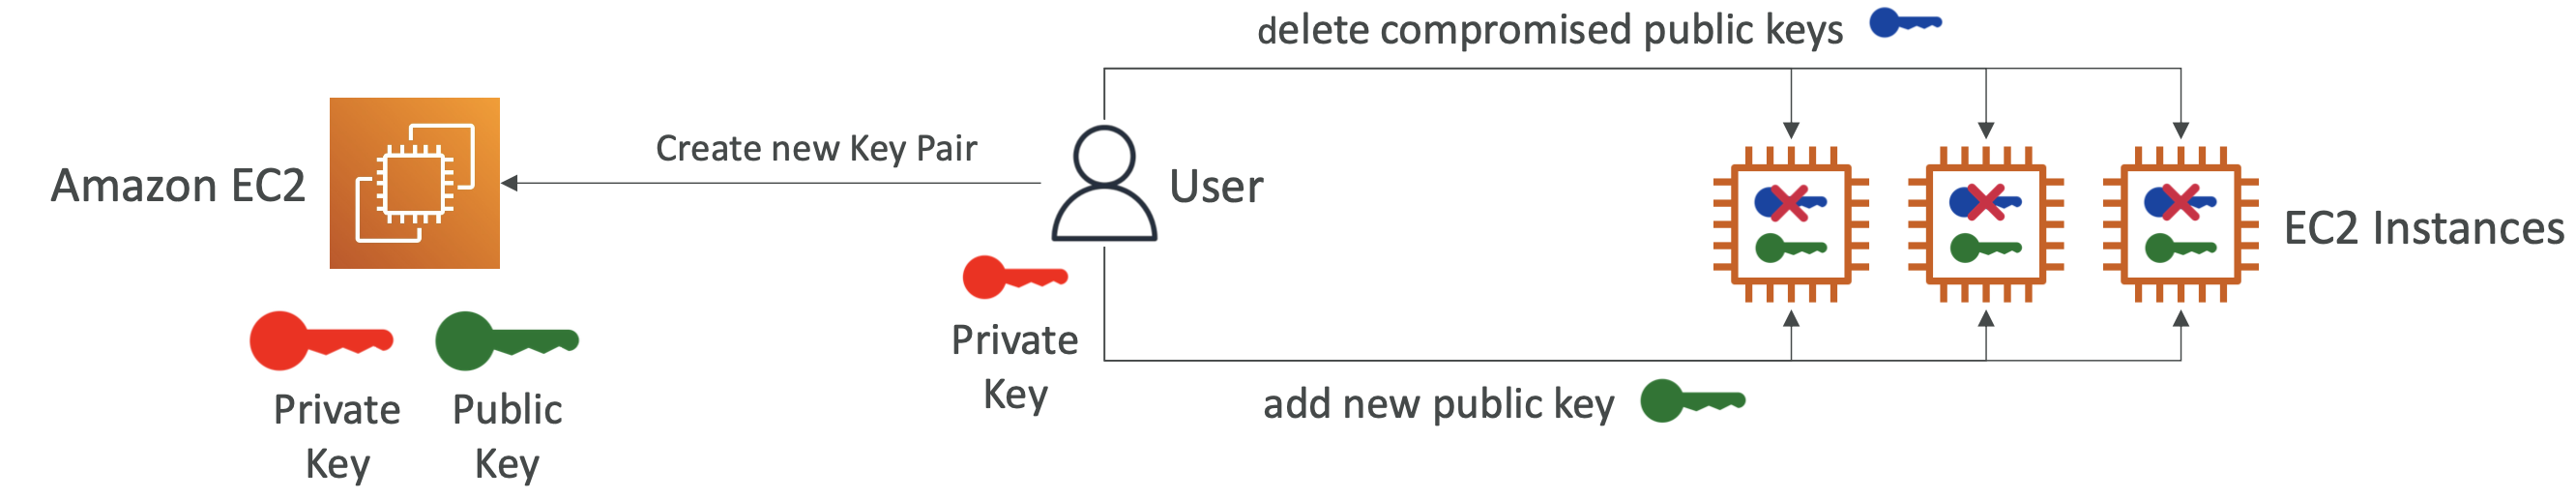 delete compromised public keys
Create new Key Pair
Amazon EC2
User
EC2 Instances
Private
Key
add new public key
Private
Key
Public
Key